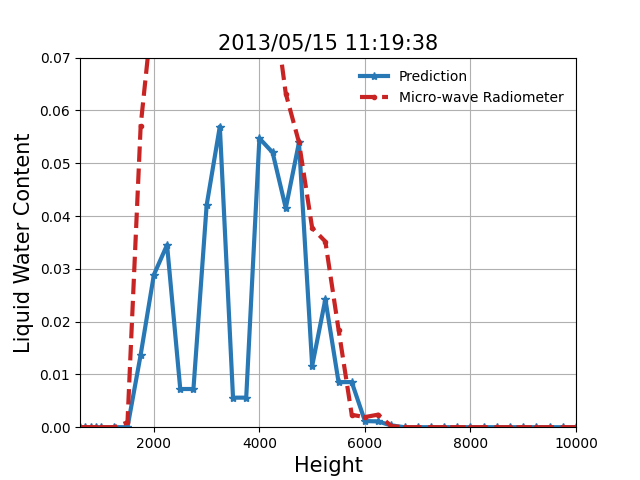 2013/05/15 11:19:38
Prediction
Micro-wave Radiometer
Liquid Water Content
0.07
0.06
0.05
0.04
0.03
0.02
0.01
0.00
2000 4000 6000 8000 10000
Height